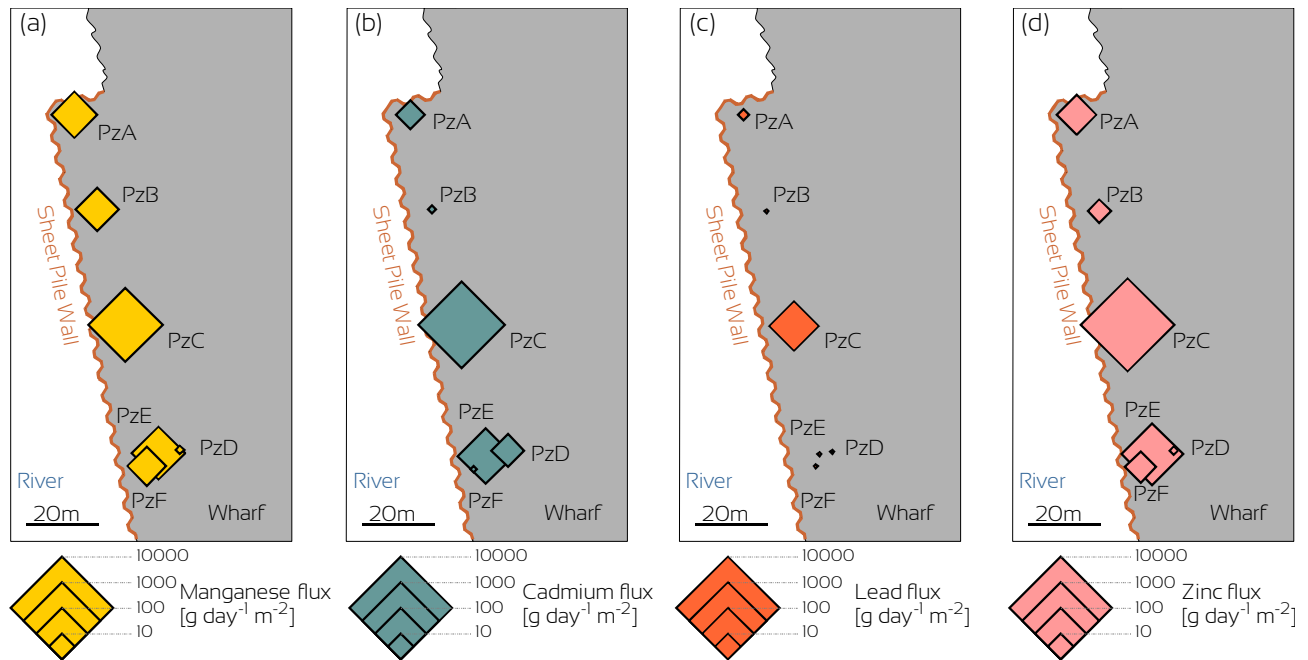 (a)
PzA
PzB
Sheet Pile Wall
PzC
PzE
PzD
River
PzF
20m
Wharf
10000
1000
100
10
Manganese flux
[g day-1 m-2]
(b)
PzA
PzB
Sheet Pile Wall
PzC
PzE
PzD
River
PzF
20m
Wharf
10000
1000
100
10
Cadmium flux
[g day-1 m-2]
(c)
PzA
PzB
Sheet Pile Wall
PzC
PzE
PzD
River
PzF
20m
Wharf
10000
1000
100
10
Lead flux
[g day-1 m-2]
(d)
PzA
PzB
Sheet Pile Wall
PzC
PzE
PzD
River
PzF
20m
Wharf
10000
1000
100
10
Zinc flux
[g day-1 m-2]